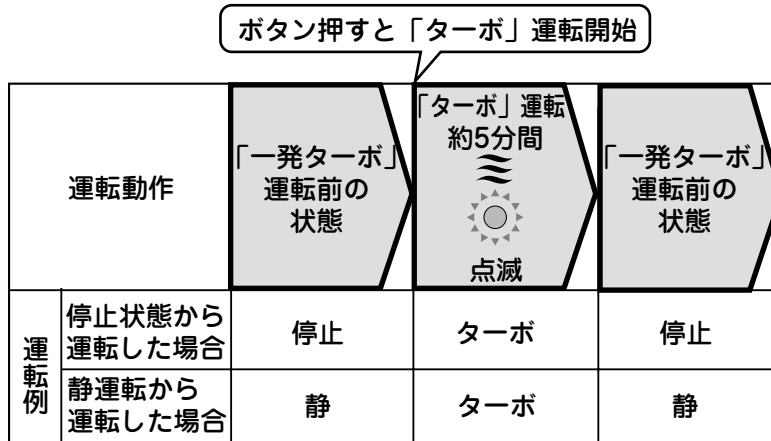 ボタン押すと「ターボ」運転開始
運転動作
「一発ターボ」
運転前の
状態
「ターボ」運転
約5分間
点滅
「一発ターボ」
運転前の
状態
運転例
停止状態から
運転した場合
停止
ターボ
停止
静運転から
運転した場合
静
ターボ
静